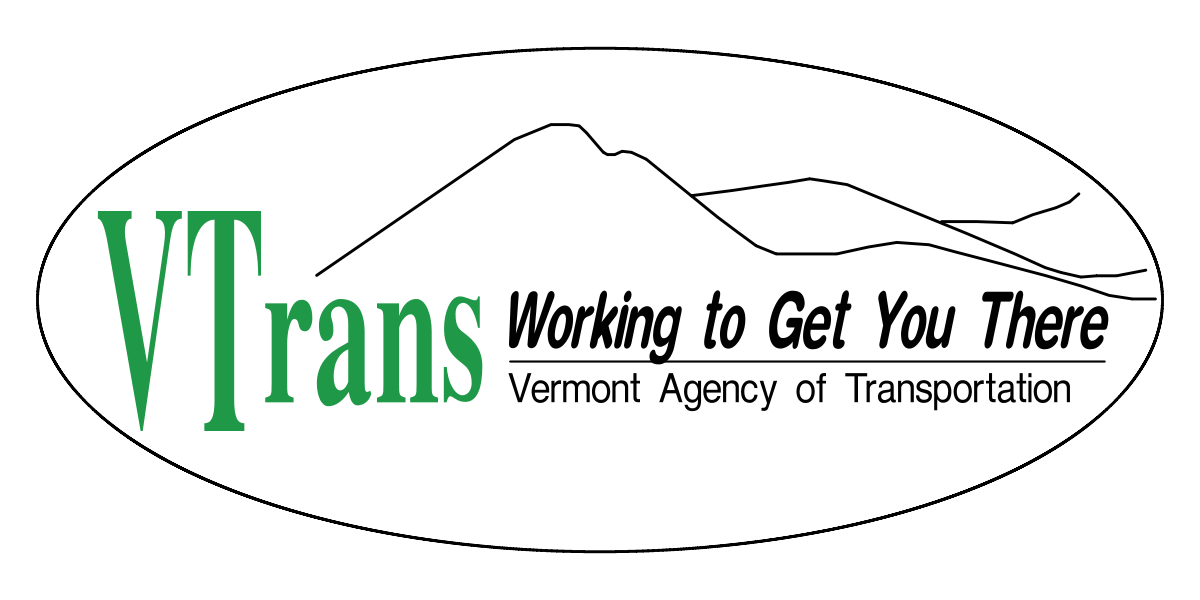 VTrans
Working to Get You There
Vermont Agency of Transportation